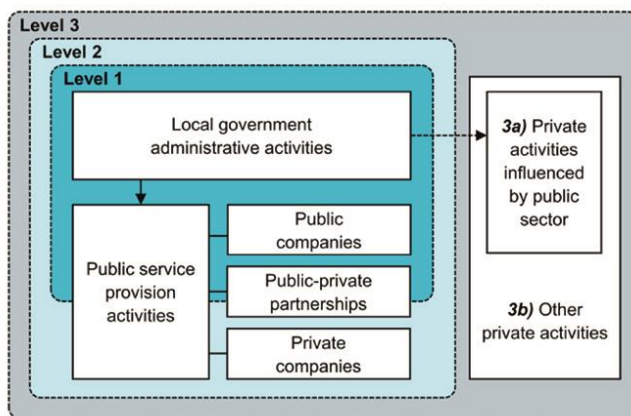 Level 3
Level 2
Level 1
Local government
administrative activities
3a) Private
activities
influenced
by public
sector
Public service
provision
activities
Public
companies
Public-private
partnerships
Private
companies
3b) Other
private activities